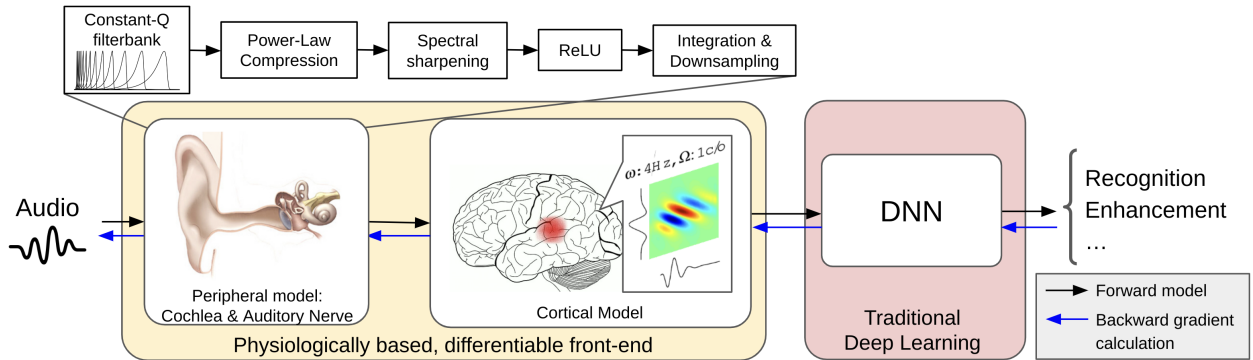 Constant-Q
filterbank
Power-Law
Compression
Spectral
sharpening
ReLU
Integration &
Downsampling
Audio
Peripheral model:
Cochlea & Auditory Nerve
ω: 4Hz, Ω: 1c/o
Cortical Model
Physiologically based, differentiable front-end
DNN
Traditional
Deep Learning
Recognition
Enhancement
...
Forward model
Backward gradient
calculation